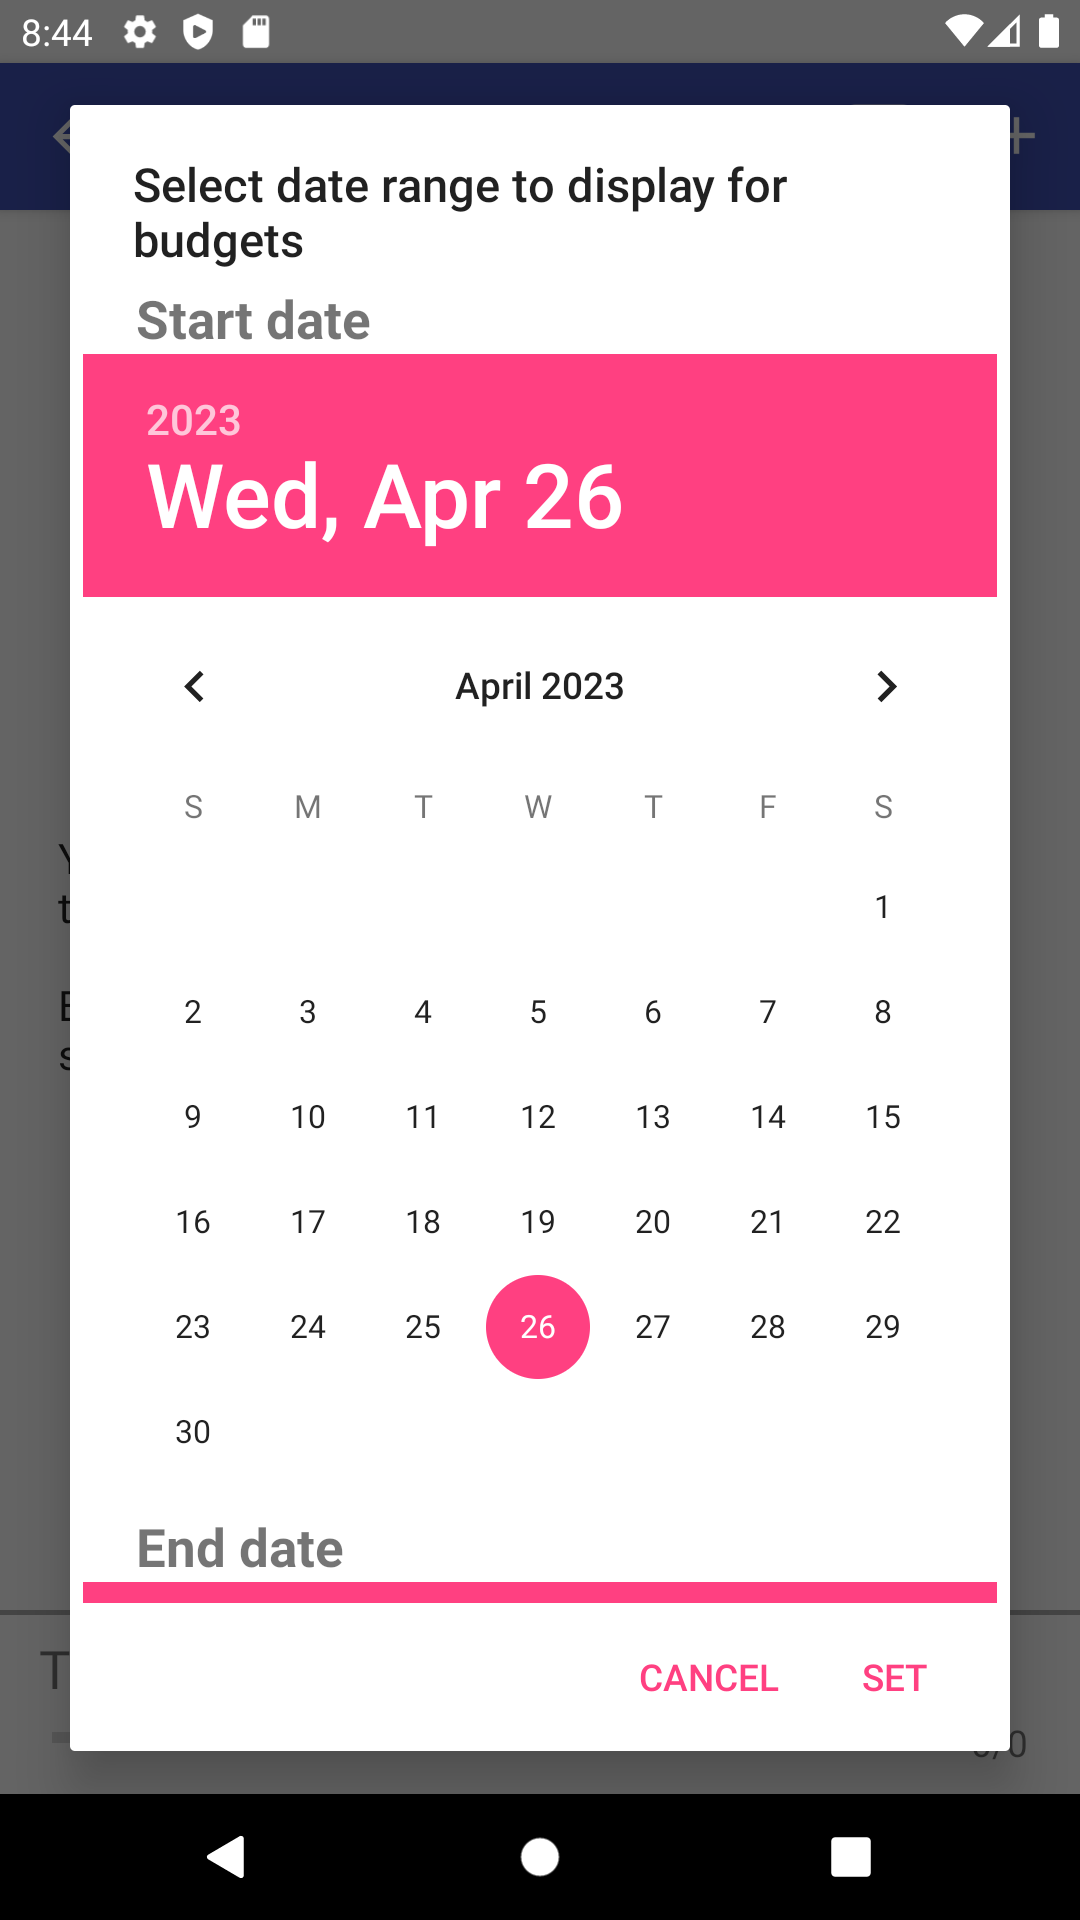 8:44
Select date range to display for
budgets
Start date
2023
Wed, Apr 26
April 2023
S M T W T F S
1
2 3 4 5 6 7 8
9 10 11 12 13 14 15
16 17 18 19 20 21 22
23 24 25 26 27 28 29
30
End date
CANCEL SET